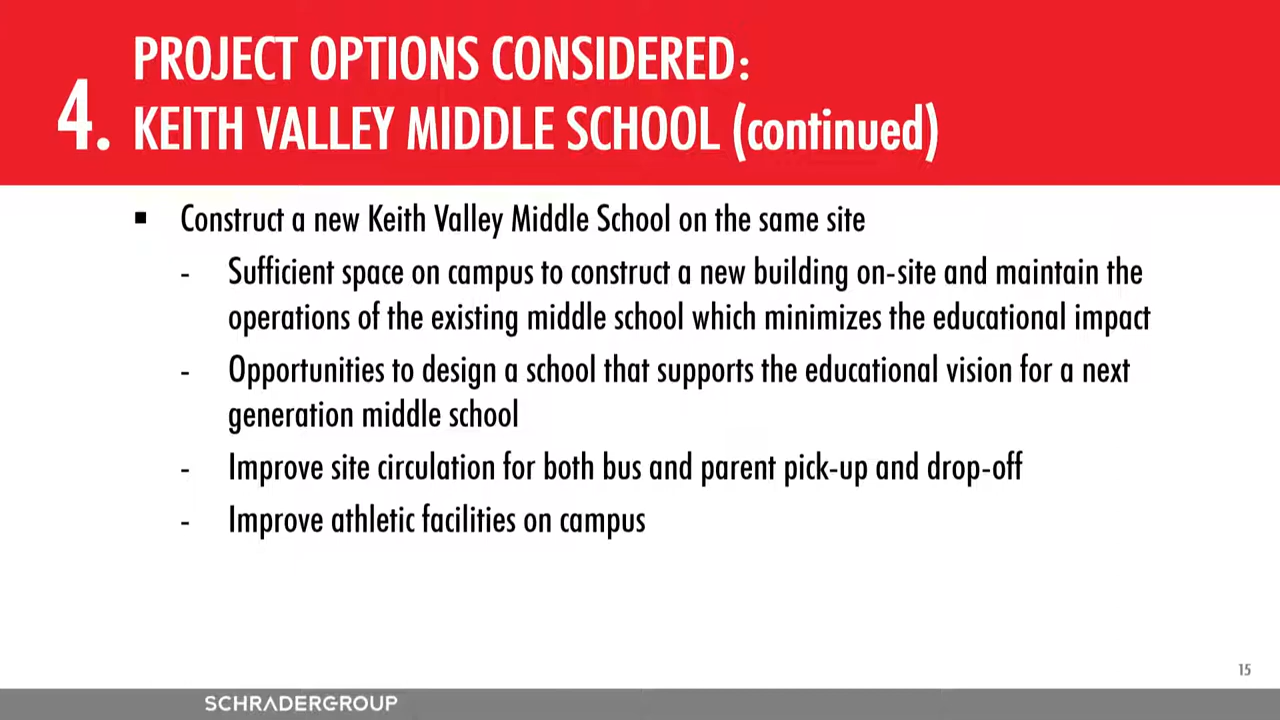 4. PROJECT OPTIONS CONSIDERED:
KEITH VALLEY MIDDLE SCHOOL (continued)
▪ Construct a new Keith Valley Middle School on the same site
- Sufficient space on campus to construct a new building on-site and maintain the
operations of the existing middle school which minimizes the educational impact
- Opportunities to design a school that supports the educational vision for a next
generation middle school
- Improve site circulation for both bus and parent pick-up and drop-off
- Improve athletic facilities on campus
15
SCHRADERGROUP